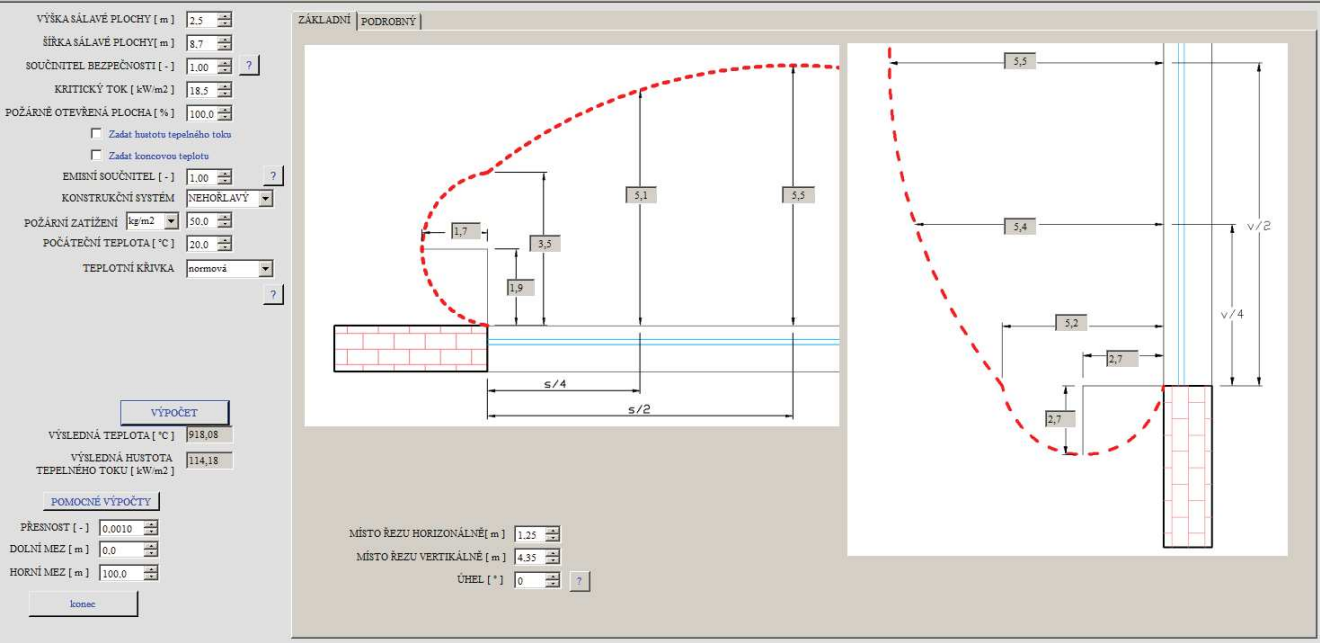 VÝŠKA SÁLAVÉ PLOCHY [ m ] 2,5
ŠÍŘKA SÁLAVÉ PLOCHY[ m ] 8,7
SOUČINITEL BEZPEČNOSTI [ - ] 1,00 ?
KRITICKÝ TOK [ kW/m2 ] 18,5
POŽÁRNĚ OTEVŘENÁ PLOCHA [ % ] 100,0
Zadat hustotu tepelného toku
Zadat koncovou teplotu
EMISNÍ SOUČNITEL [ - ] 1,00 ?
KONSTRUKČNÍ SYSTÉM NEHOŘLAVÝ
POŽÁRNÍ ZATÍŽENÍ kg/m2 50,0
POČÁTEČNÍ TEPLOTA [ °C ] 20,0
TEPLOTNÍ KŘIVKA normová
?
VÝPOČET
VÝSLEDNÁ TEPLOTA [ °C ] 918,08
VÝSLEDNÁ HUSTOTA
TEPELNÉHO TOKU [ kW/m2 ] 114,18
POMOCNÉ VÝPOČTY
PŘESNOST [ - ] 0,0010
DOLNÍ MEZ [ m ] 0,0
HORNÍ MEZ [ m ] 100,0
konec
ZÁKLADNÍ PODROBNÝ
5,1
5,5
1,7
3,5
1,9
s/4
s/2
5,5
5,4
v/2
5,2
v/4
2,7
2,7
MÍSTO ŘEZU HORIZONÁLNĚ[ m ] 1,25
MÍSTO ŘEZU VERTIKÁLNĚ [ m ] 4,35
ÚHEL [ ° ] 0 ?